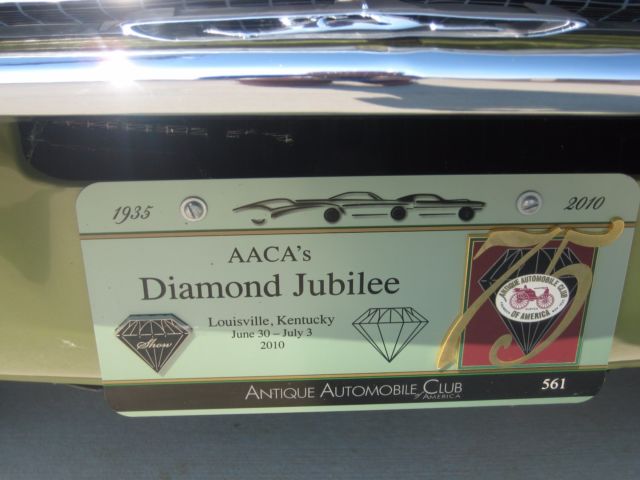 1935
2010
AACA's
Diamond Jubilee
Louisville, Kentucky
June 30 – July 3
2010
Show
75
ANTIQUE AUTOMOBILE CLUB
OF AMERICA
ANTIQUE AUTOMOBILE CLUB
OF AMERICA
561